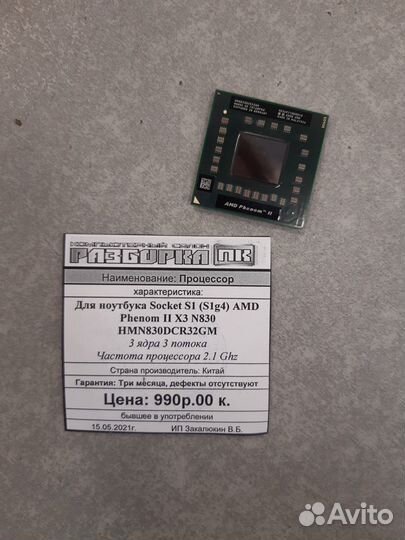 AMD Phenom™ II
КОМПЬЮТЕРНЫЙ САЛОН
РАЗБОРКА ПК
Наименование: Процессор
характеристика:
Для ноутбука Socket S1 (S1g4) AMD
Phenom II X3 N830
HMN830DCR32GM
3 ядра 3 потока
Частота процессора 2.1 Ghz
Страна производитель: Китай
Гарантия: Три месяца, дефекты отсутствуют
Цена: 990р.00 к.
бывшее в употреблении
15.05.2021г. ИП Закалюкин В.Б.
Avito